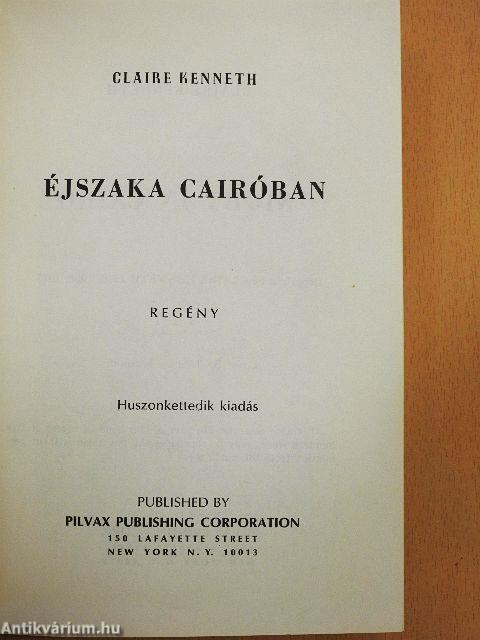 CLAIRE KENNETH
ÉJSZAKA CAIRÓBAN
REGÉNY
Huszonkettedik kiadás
PUBLISHED BY
PILVAX PUBLISHING CORPORATION
150 LAFAYETTE STREET
NEW YORK N. Y. 10013
Antikvárium.hu